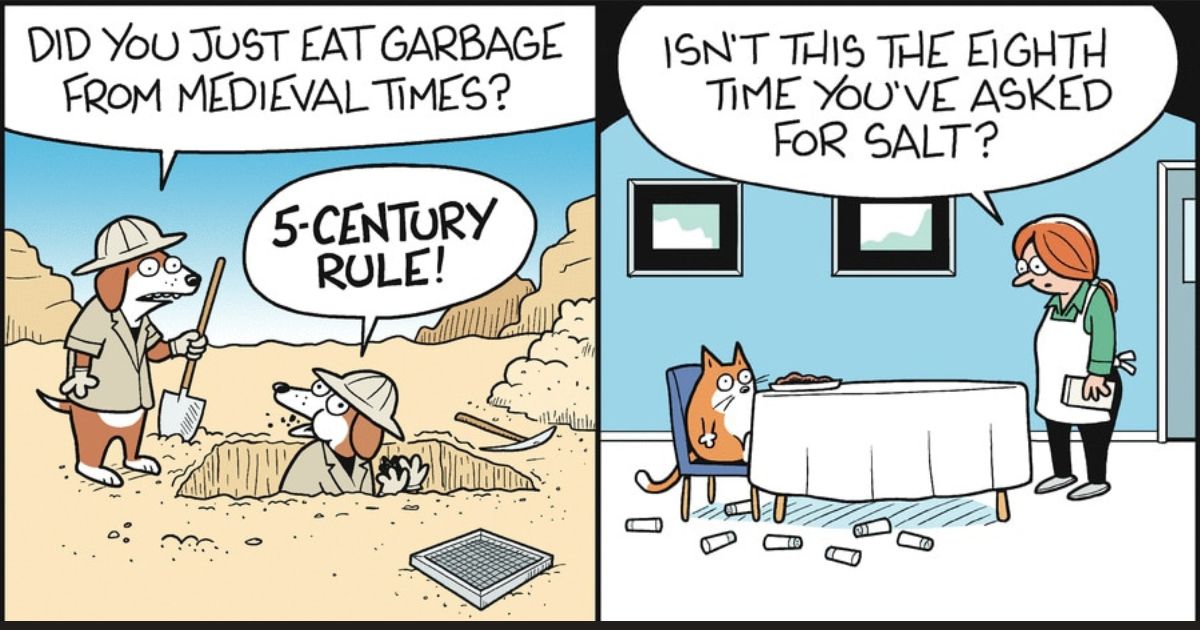 DID YOU JUST EAT GARBAGE
FROM MEDIEVAL TIMES?
5-CENTURY
RULE!
ISN'T THIS THE EIGHTH
TIME YOU'VE ASKED
FOR SALT?